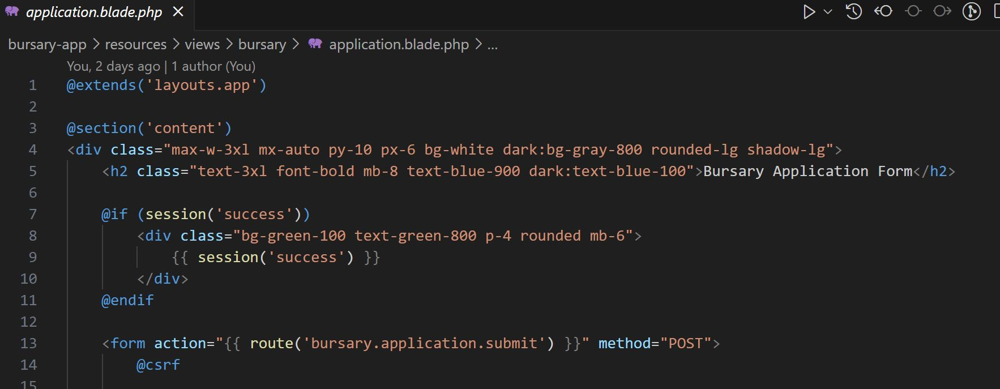 application.blade.php
bursary-app > resources > views > bursary > application.blade.php > ...
You, 2 days ago | 1 author (You)
1 @extends('layouts.app')
2
3 @section('content')
4 <div class="max-w-3xl mx-auto py-10 px-6 bg-white dark:bg-gray-800 rounded-lg shadow-lg">
5     <h2 class="text-3xl font-bold mb-8 text-blue-900 dark:text-blue-100">Bursary Application Form</h2>
6
7     @if (session('success'))
8         <div class="bg-green-100 text-green-800 p-4 rounded mb-6">
9             {{ session('success') }}
10         </div>
11     @endif
12
13     <form action="{{ route('bursary.application.submit') }}" method="POST">
14         @csrf
15